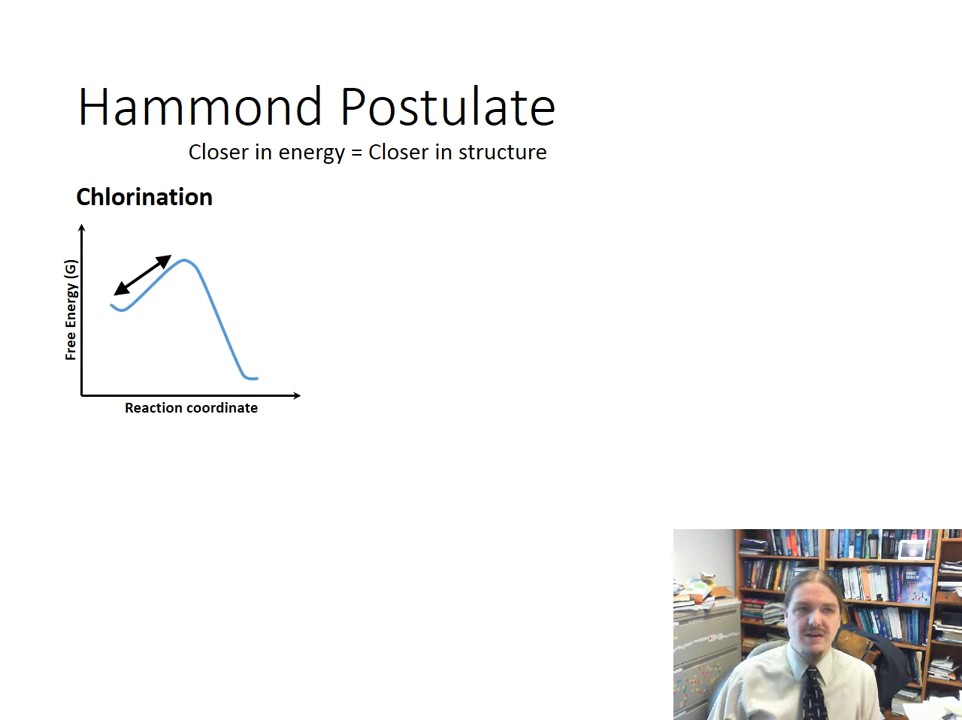 Hammond Postulate
Closer in energy = Closer in structure
Chlorination
Free Energy (G)
Reaction coordinate